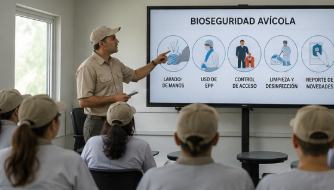 BIOSEGURIDAD AVÍCOLA
LAVADO
DE MANOS
USO DE
EPP
CONTROL
DE ACCESO
LIMPIEZA Y
DESINFECCIÓN
REPORTE DE
NOVEDADES